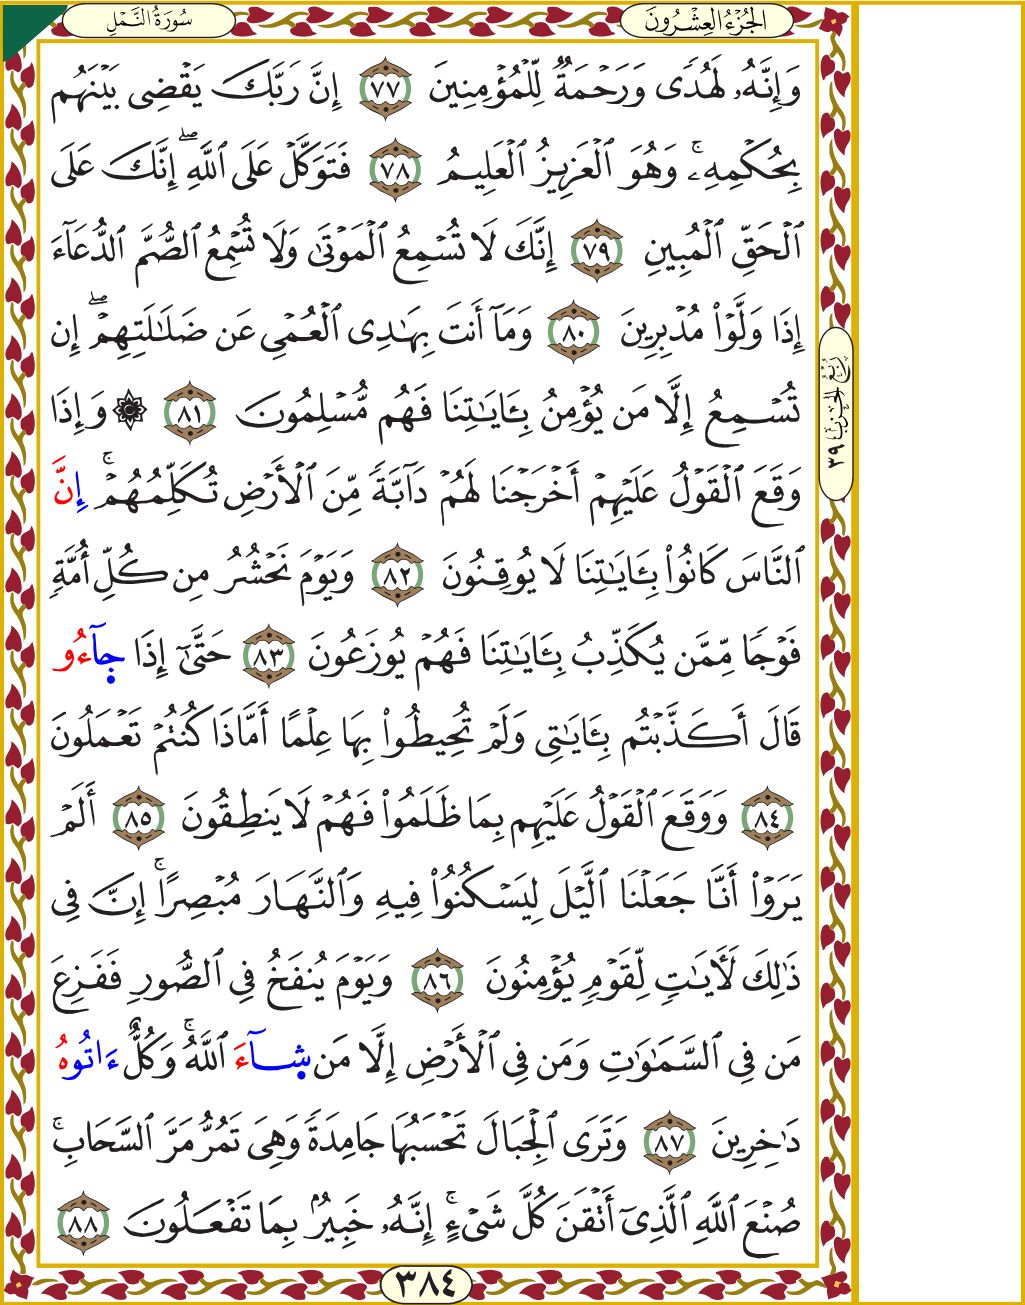 الجُزْءُ العِشْرُونَ
سُورَةُ النَّمْلِ
وَإِنَّهُۥ لَهُدًى وَرَحْمَةٌ لِّلْمُؤْمِنِينَ ٧٧ إِنَّ رَبَّكَ يَقْضِى بَيْنَهُم
بِحُكْمِهِۦۚ وَهُوَ ٱلْعَزِيزُ ٱلْعَلِيمُ ٧٨ فَتَوَكَّلْ عَلَى ٱللَّهِۖ إِنَّكَ عَلَى
ٱلْحَقِّ ٱلْمُبِينِ ٧٩ إِنَّكَ لَا تُسْمِعُ ٱلْمَوْتَىٰ وَلَا تُسْمِعُ ٱلصُّمَّ ٱلدُّعَآءَ
إِذَا وَلَّوْا۟ مُدْبِرِينَ ٨٠ وَمَآ أَنتَ بِهَـٰدِى ٱلْعُمْىِ عَن ضَلَـٰلَتِهِمْۖ إِن
تُسْمِعُ إِلَّا مَن يُؤْمِنُ بِـَٔايَـٰتِنَا فَهُم مُّسْلِمُونَ ٨١ ۞ وَإِذَا
وَقَعَ ٱلْقَوْلُ عَلَيْهِمْ أَخْرَجْنَا لَهُمْ دَآبَّةً مِّنَ ٱلْأَرْضِ تُكَلِّمُهُمْۚ إِنَّ
ٱلنَّاسَ كَانُوا۟ بِـَٔايَـٰتِنَا لَا يُوقِنُونَ ٨٢ وَيَوْمَ نَحْشُرُ مِن كُلِّ أُمَّةٍ
فَوْجًا مِّمَّن يُكَذِّبُ بِـَٔايَـٰتِنَا فَهُمْ يُوزَعُونَ ٨٣ حَتَّىٰٓ إِذَا جَآءُو
قَالَ أَكَذَّبْتُم بِـَٔايَـٰتِى وَلَمْ تُحِيطُوا۟ بِهَا عِلْمًا أَمَّاذَا كُنتُمْ تَعْمَلُونَ
٨٤ وَوَقَعَ ٱلْقَوْلُ عَلَيْهِم بِمَا ظَلَمُوا۟ فَهُمْ لَا يَنطِقُونَ ٨٥ أَلَمْ
يَرَوْا۟ أَنَّا جَعَلْنَا ٱلَّيْلَ لِيَسْكُنُوا۟ فِيهِ وَٱلنَّهَارَ مُبْصِرًاۚ إِنَّ فِى
ذَٰلِكَ لَـَٔايَـٰتٍ لِّقَوْمٍ يُؤْمِنُونَ ٨٦ وَيَوْمَ يُنفَخُ فِى ٱلصُّورِ فَفَزِعَ
مَن فِى ٱلسَّمَـٰوَٰتِ وَمَن فِى ٱلْأَرْضِ إِلَّا مَن شَآءَ ٱللَّهُۚ وَكُلٌّ ءَاتُوهُ
دَٰخِرِينَ ٨٧ وَتَرَى ٱلْجِبَالَ تَحْسَبُهَا جَامِدَةً وَهِىَ تَمُرُّ مَرَّ ٱلسَّحَابِۚ
صُنْعَ ٱللَّهِ ٱلَّذِىٓ أَتْقَنَ كُلَّ شَىْءٍۚ إِنَّهُۥ خَبِيرٌۢ بِمَا تَفْعَلُونَ ٨٨
رُبْعُ الحِزْبِ ٣٩
٣٨٤